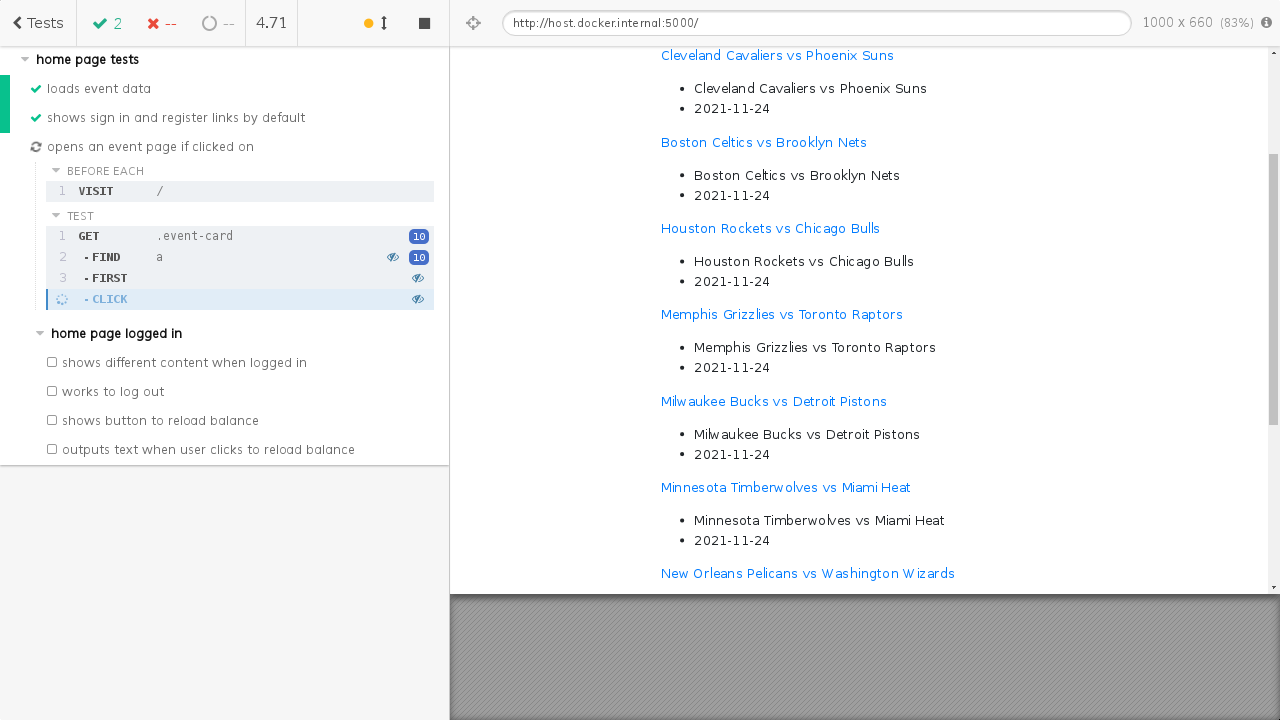 Tests 2 -- -- 4.71
http://host.docker.internal:5000/ 1000 x 660 (83%)
home page tests
loads event data
shows sign in and register links by default
opens an event page if clicked on
BEFORE EACH
1 VISIT /
TEST
1 GET .event-card 10
2 -FIND a 10
3 -FIRST
-CLICK
home page logged in
shows different content when logged in
works to log out
shows button to reload balance
outputs text when user clicks to reload balance
Cleveland Cavaliers vs Phoenix Suns
• Cleveland Cavaliers vs Phoenix Suns
• 2021-11-24
Boston Celtics vs Brooklyn Nets
• Boston Celtics vs Brooklyn Nets
• 2021-11-24
Houston Rockets vs Chicago Bulls
• Houston Rockets vs Chicago Bulls
• 2021-11-24
Memphis Grizzlies vs Toronto Raptors
• Memphis Grizzlies vs Toronto Raptors
• 2021-11-24
Milwaukee Bucks vs Detroit Pistons
• Milwaukee Bucks vs Detroit Pistons
• 2021-11-24
Minnesota Timberwolves vs Miami Heat
• Minnesota Timberwolves vs Miami Heat
• 2021-11-24
New Orleans Pelicans vs Washington Wizards